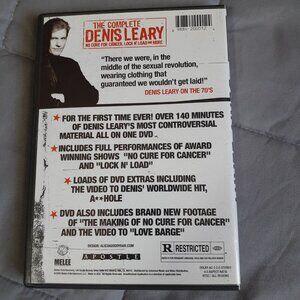 THE COMPLETE
DENIS LEARY
NO CURE FOR CANCER, LOCK N' LOAD AND MORE.
"There we were, in the
middle of the sexual revolution,
wearing clothing that
guaranteed we wouldn't get laid!"
DENIS LEARY ON THE 70'S
FOR THE FIRST TIME EVER! OVER 140 MINUTES
OF DENIS LEARY'S MOST CONTROVERSIAL
MATERIAL ALL ON ONE DVD.
INCLUDES FULL PERFORMANCES OF AWARD
WINNING SHOWS "NO CURE FOR CANCER"
AND "LOCK N' LOAD"
LOADS OF DVD EXTRAS INCLUDING
THE VIDEO TO DENIS' WORLDWIDE HIT,
A**HOLE
DVD ALSO INCLUDES BRAND NEW FOOTAGE
OF "THE MAKING OF NO CURE FOR CANCER"
AND THE VIDEO TO "LOVE BARGE"
MELEE
APOSTLE
R RESTRICTED